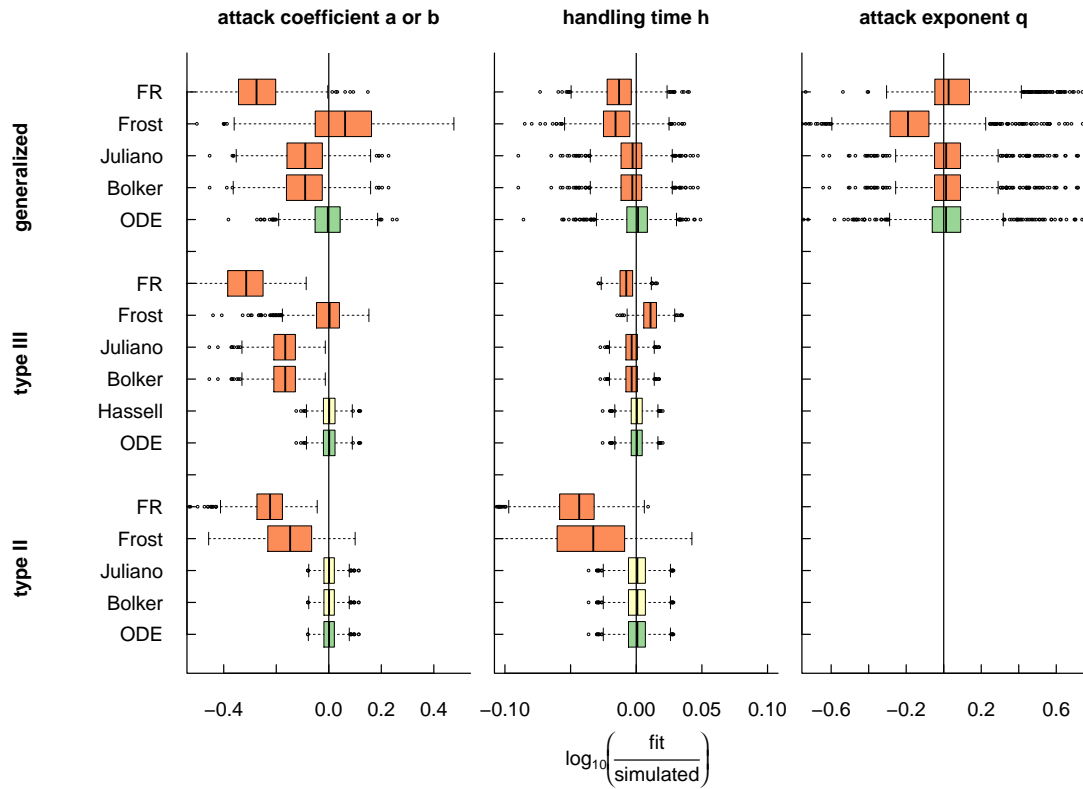 attack coefficient a or b
handling time h
attack exponent q
generalized
FR
Frost
Juliano
Bolker
ODE
type III
FR
Frost
Juliano
Bolker
Hassell
ODE
type II
FR
Frost
Juliano
Bolker
ODE
−0.4 0.0 0.2 0.4
−0.10 0.00 0.05 0.10
−0.6 −0.2 0.2 0.6
log10(fit/simulated)